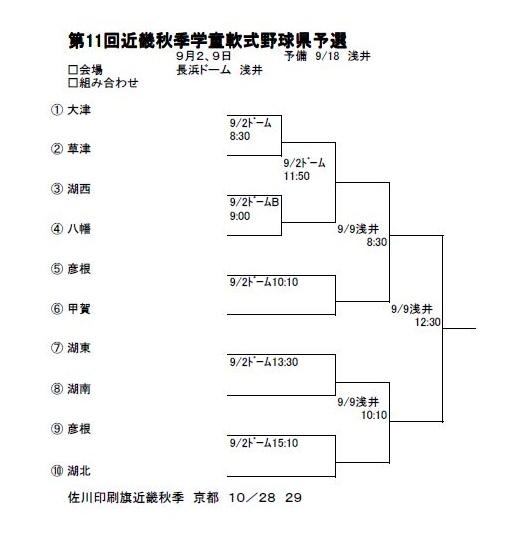 第11回近畿秋季学童軟式野球県予選
９月２、９日　予備　9/18　浅井
□会場　長浜ドーム　浅井
□組み合わせ
① 大津
9/2ﾄﾞｰﾑ
8:30
② 草津
9/2ﾄﾞｰﾑ
11:50
③ 湖西
9/2ﾄﾞｰﾑB
9:00
④ 八幡
9/9浅井
8:30
⑤ 彦根
9/2ﾄﾞｰﾑ10:10
⑥ 甲賀
9/9浅井
12:30
⑦ 湖東
9/2ﾄﾞｰﾑ13:30
⑧ 湖南
9/9浅井
10:10
⑨ 彦根
9/2ﾄﾞｰﾑ15:10
⑩ 湖北
佐川印刷旗近畿秋季　京都　１０／２８　２９